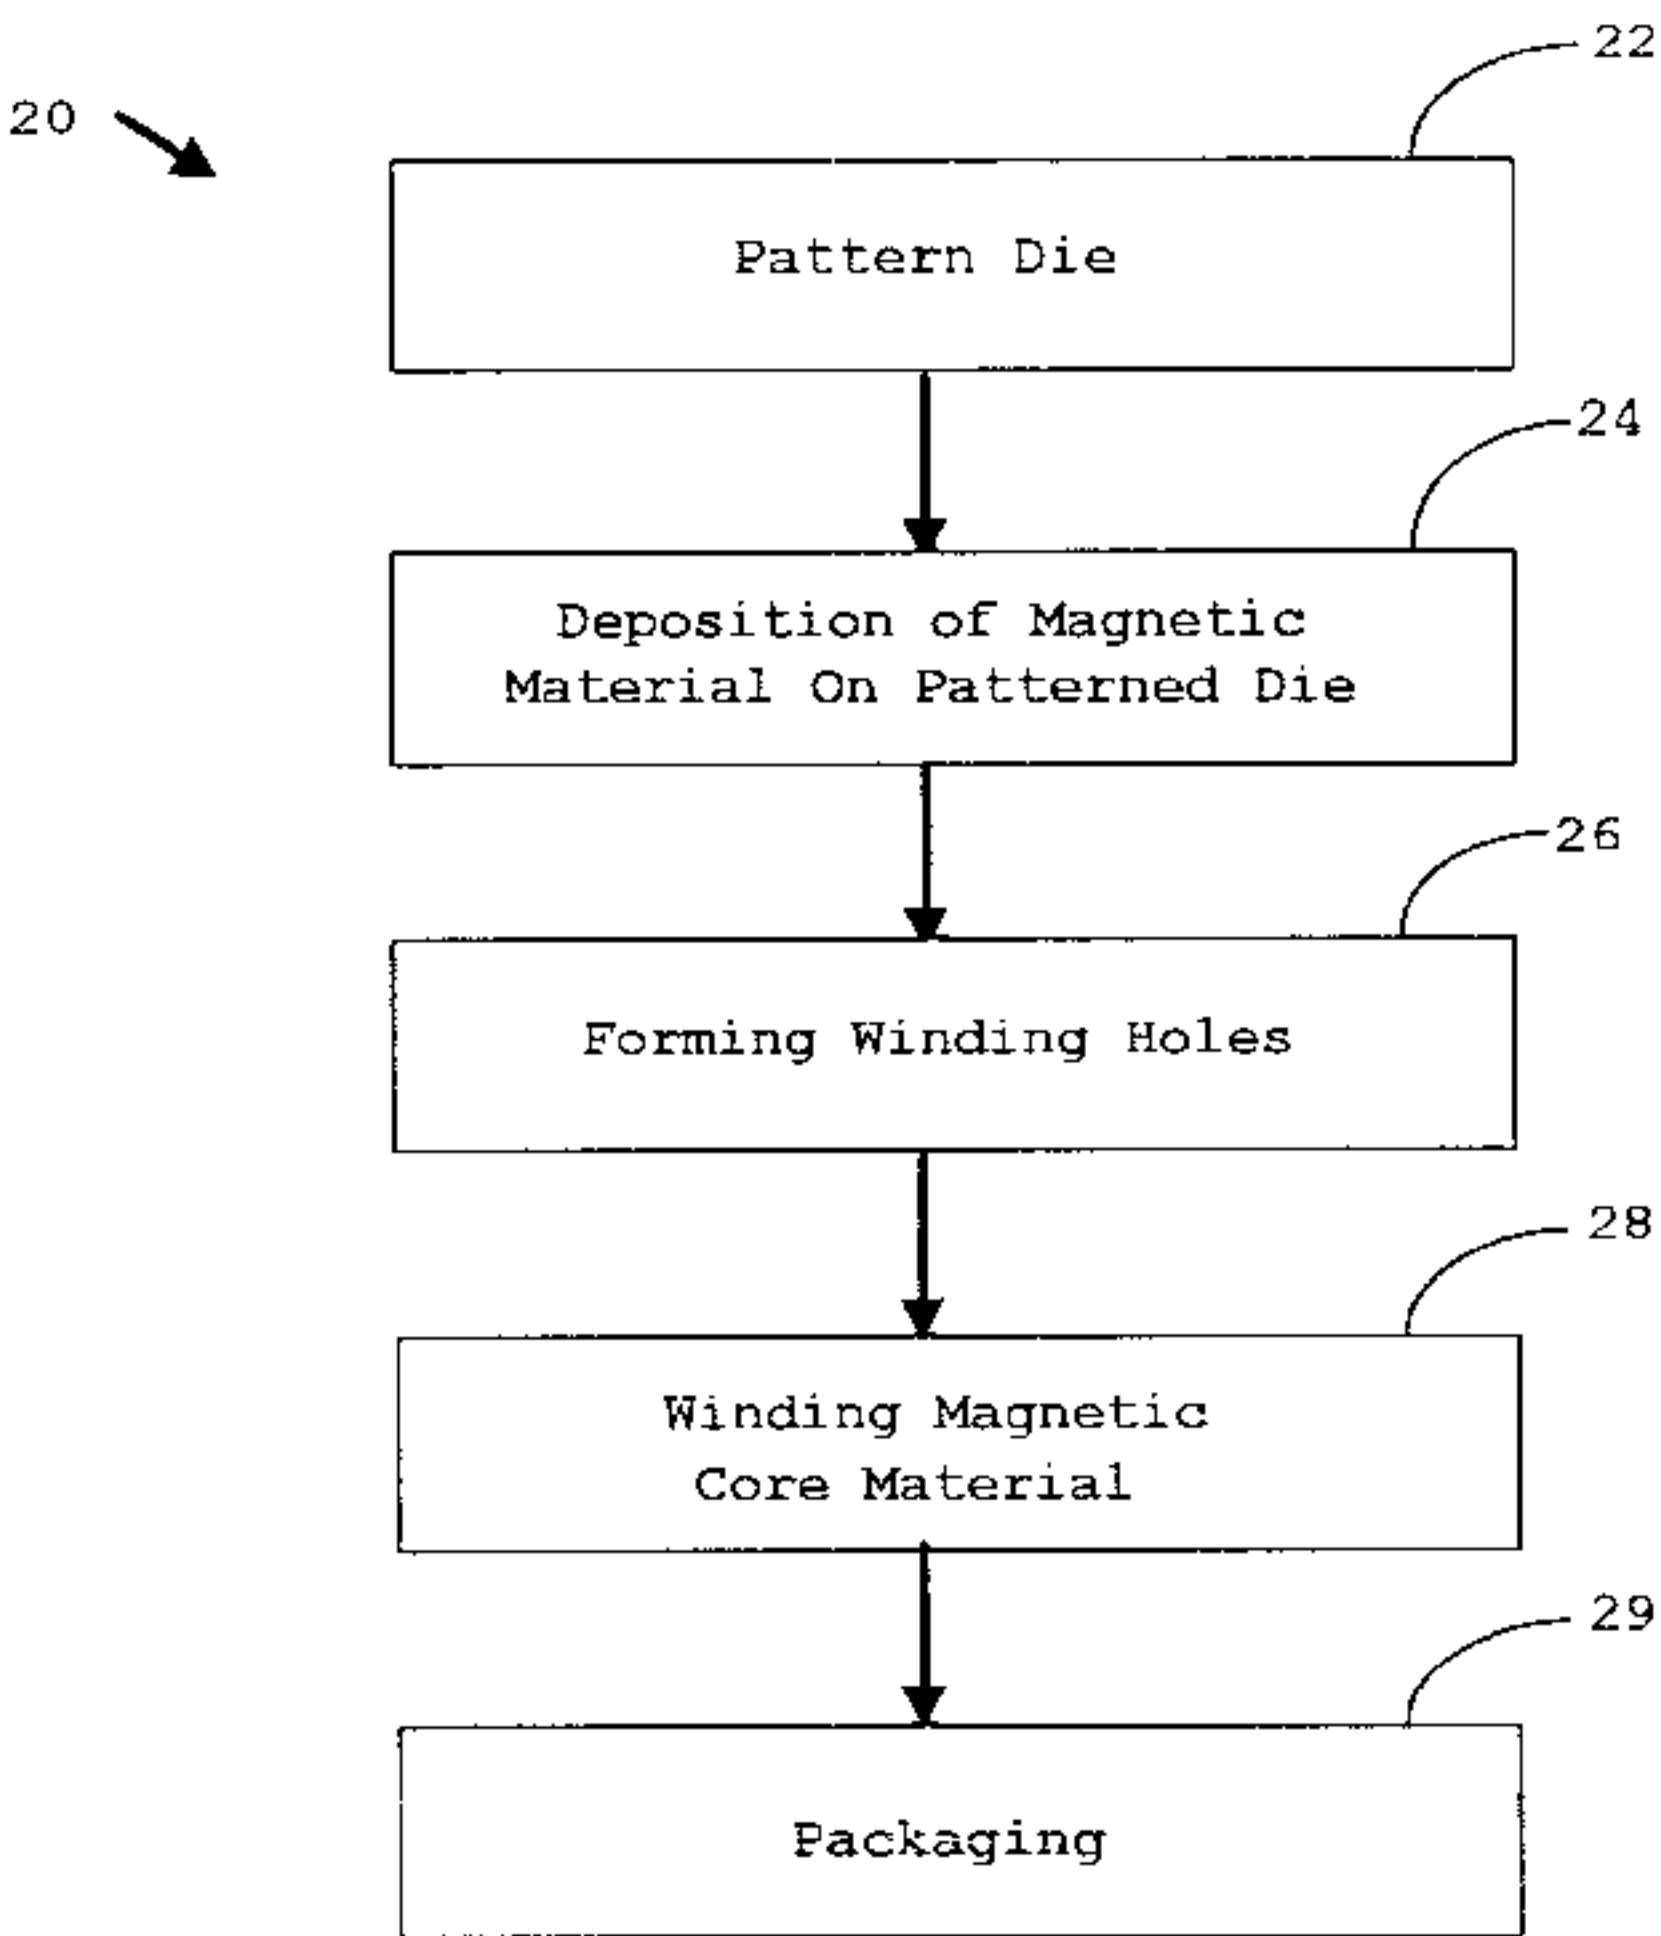 22
20
Pattern Die
24
Deposition of Magnetic
Material On Patterned Die
26
Forming Winding Holes
28
Winding Magnetic
Core Material
29
Packaging